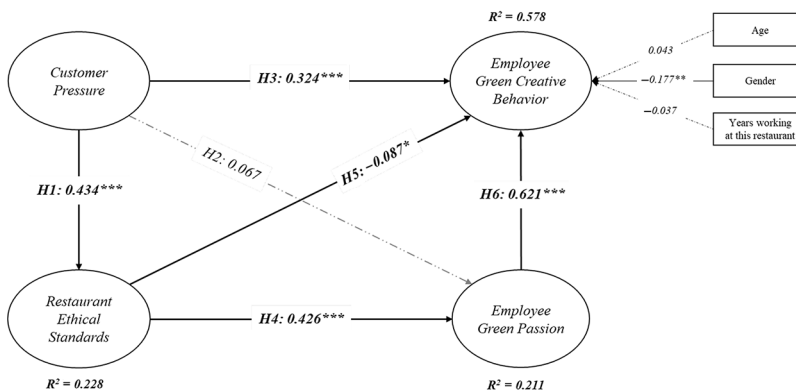 R² = 0.578
Customer
Pressure
H3: 0.324***
Employee
Green Creative
Behavior
0.043
Age
−0.177**
Gender
−0.037
Years working
at this restaurant
H2: 0.067
H5: −0.087*
H1: 0.434***
H6: 0.621***
Restaurant
Ethical
Standards
H4: 0.426***
Employee
Green Passion
R² = 0.228
R² = 0.211